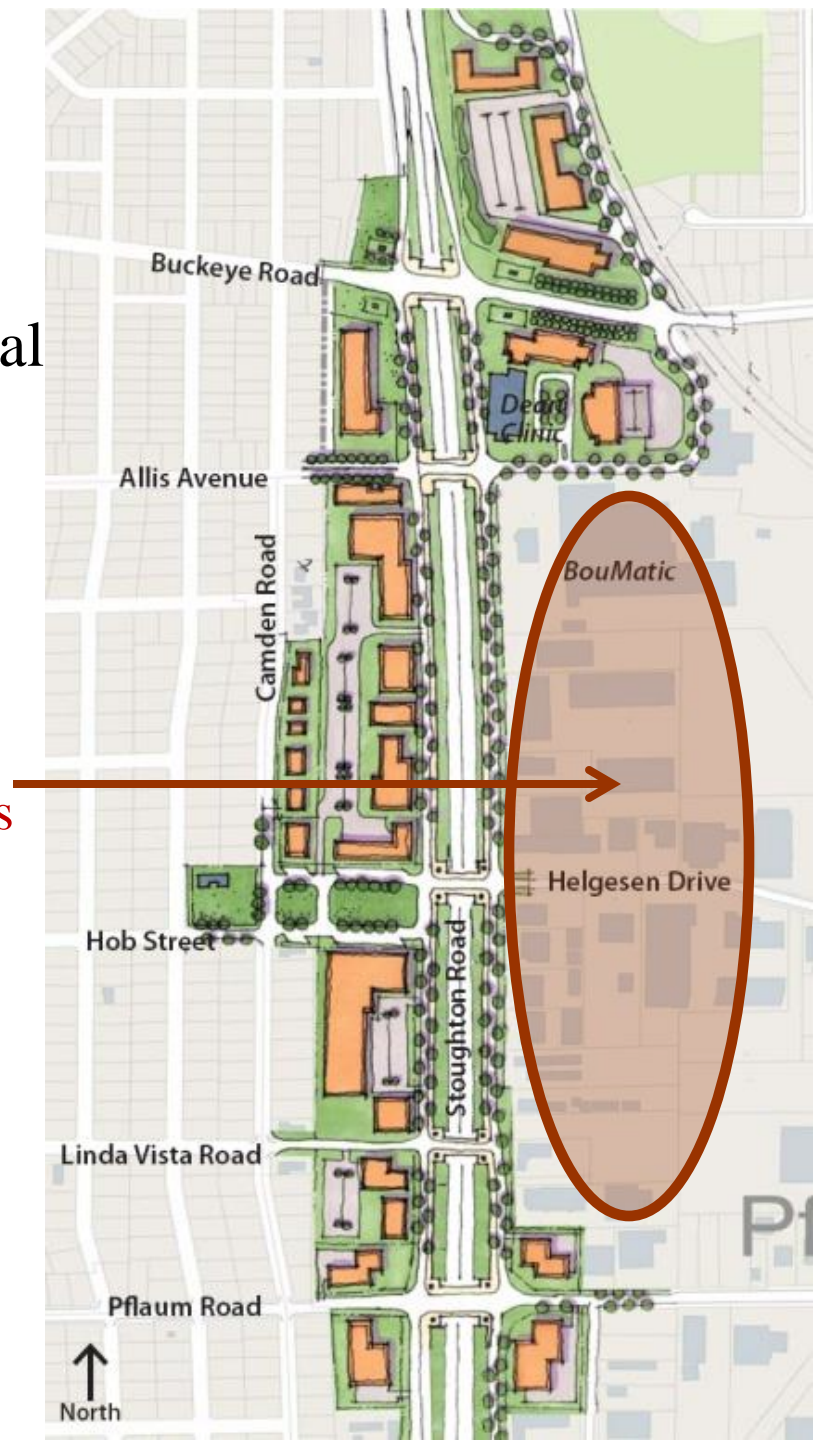 Buckeye Road
al
Dean
Clinic
Allis Avenue
Camden Road
BouMatic
s
Helgesen Drive
Hob Street
Stoughton Road
Linda Vista Road
Pf
Pflaum Road
North